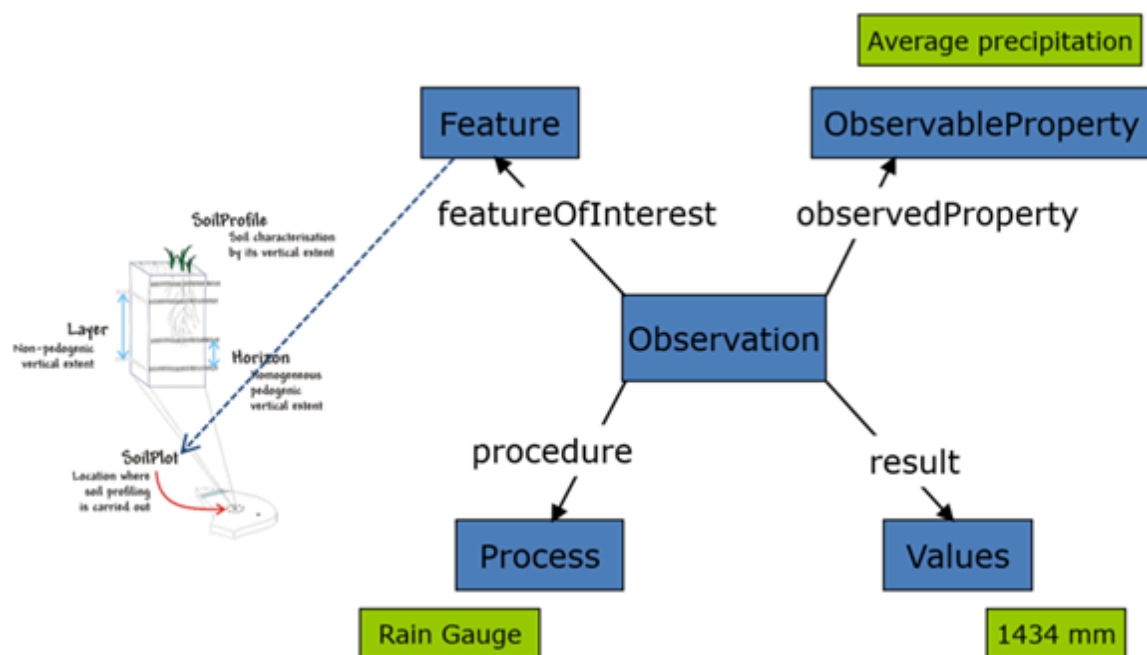 Average precipitation
Feature
ObservableProperty
featureOfInterest
observedProperty
SoilProfile
Soil characterisation
by its vertical extent
Layer
Non-pedogenic
vertical extent
Horizon
Homogeneous
pedogenic
vertical extent
Observation
SoilPlot
Location where
soil profiling
is carried out
procedure
result
Process
Values
Rain Gauge
1434 mm